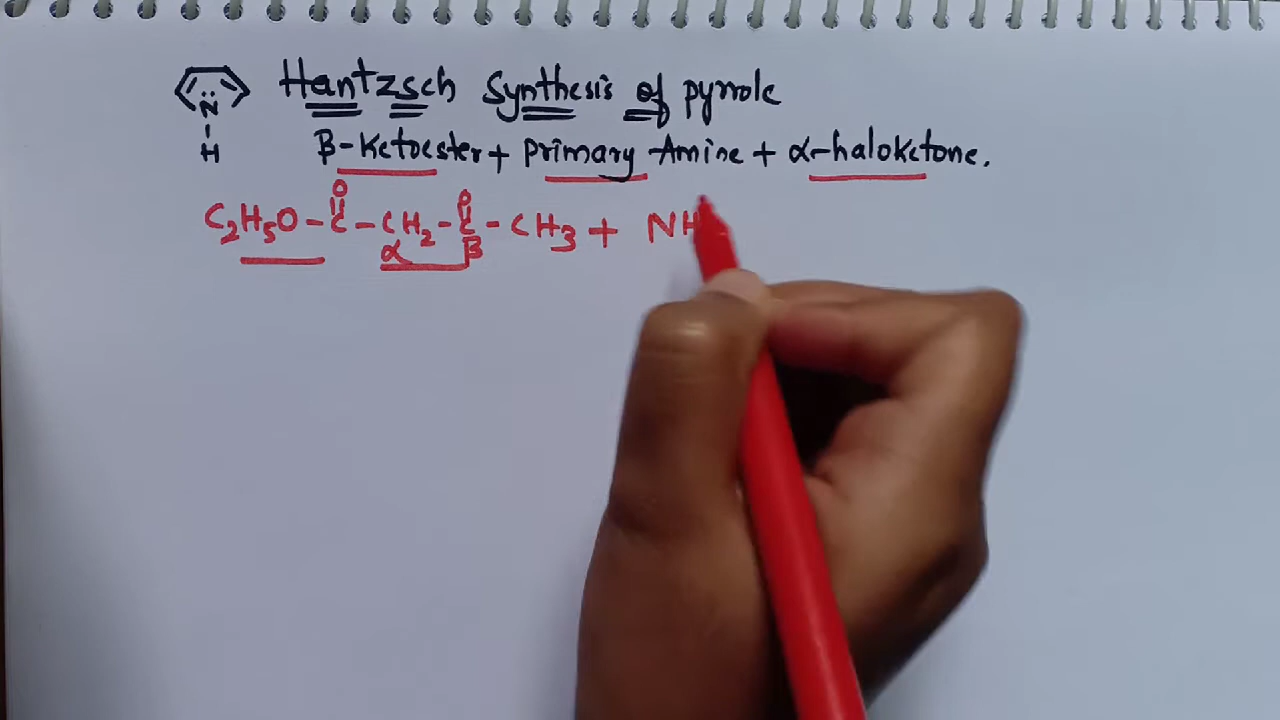 Hantzsch Synthesis of pyrrole
N
H
β-Ketoester + Primary Amine + α-haloketone.
O O
C₂H₅O-C-CH₂-C-CH₃ + NH
α β